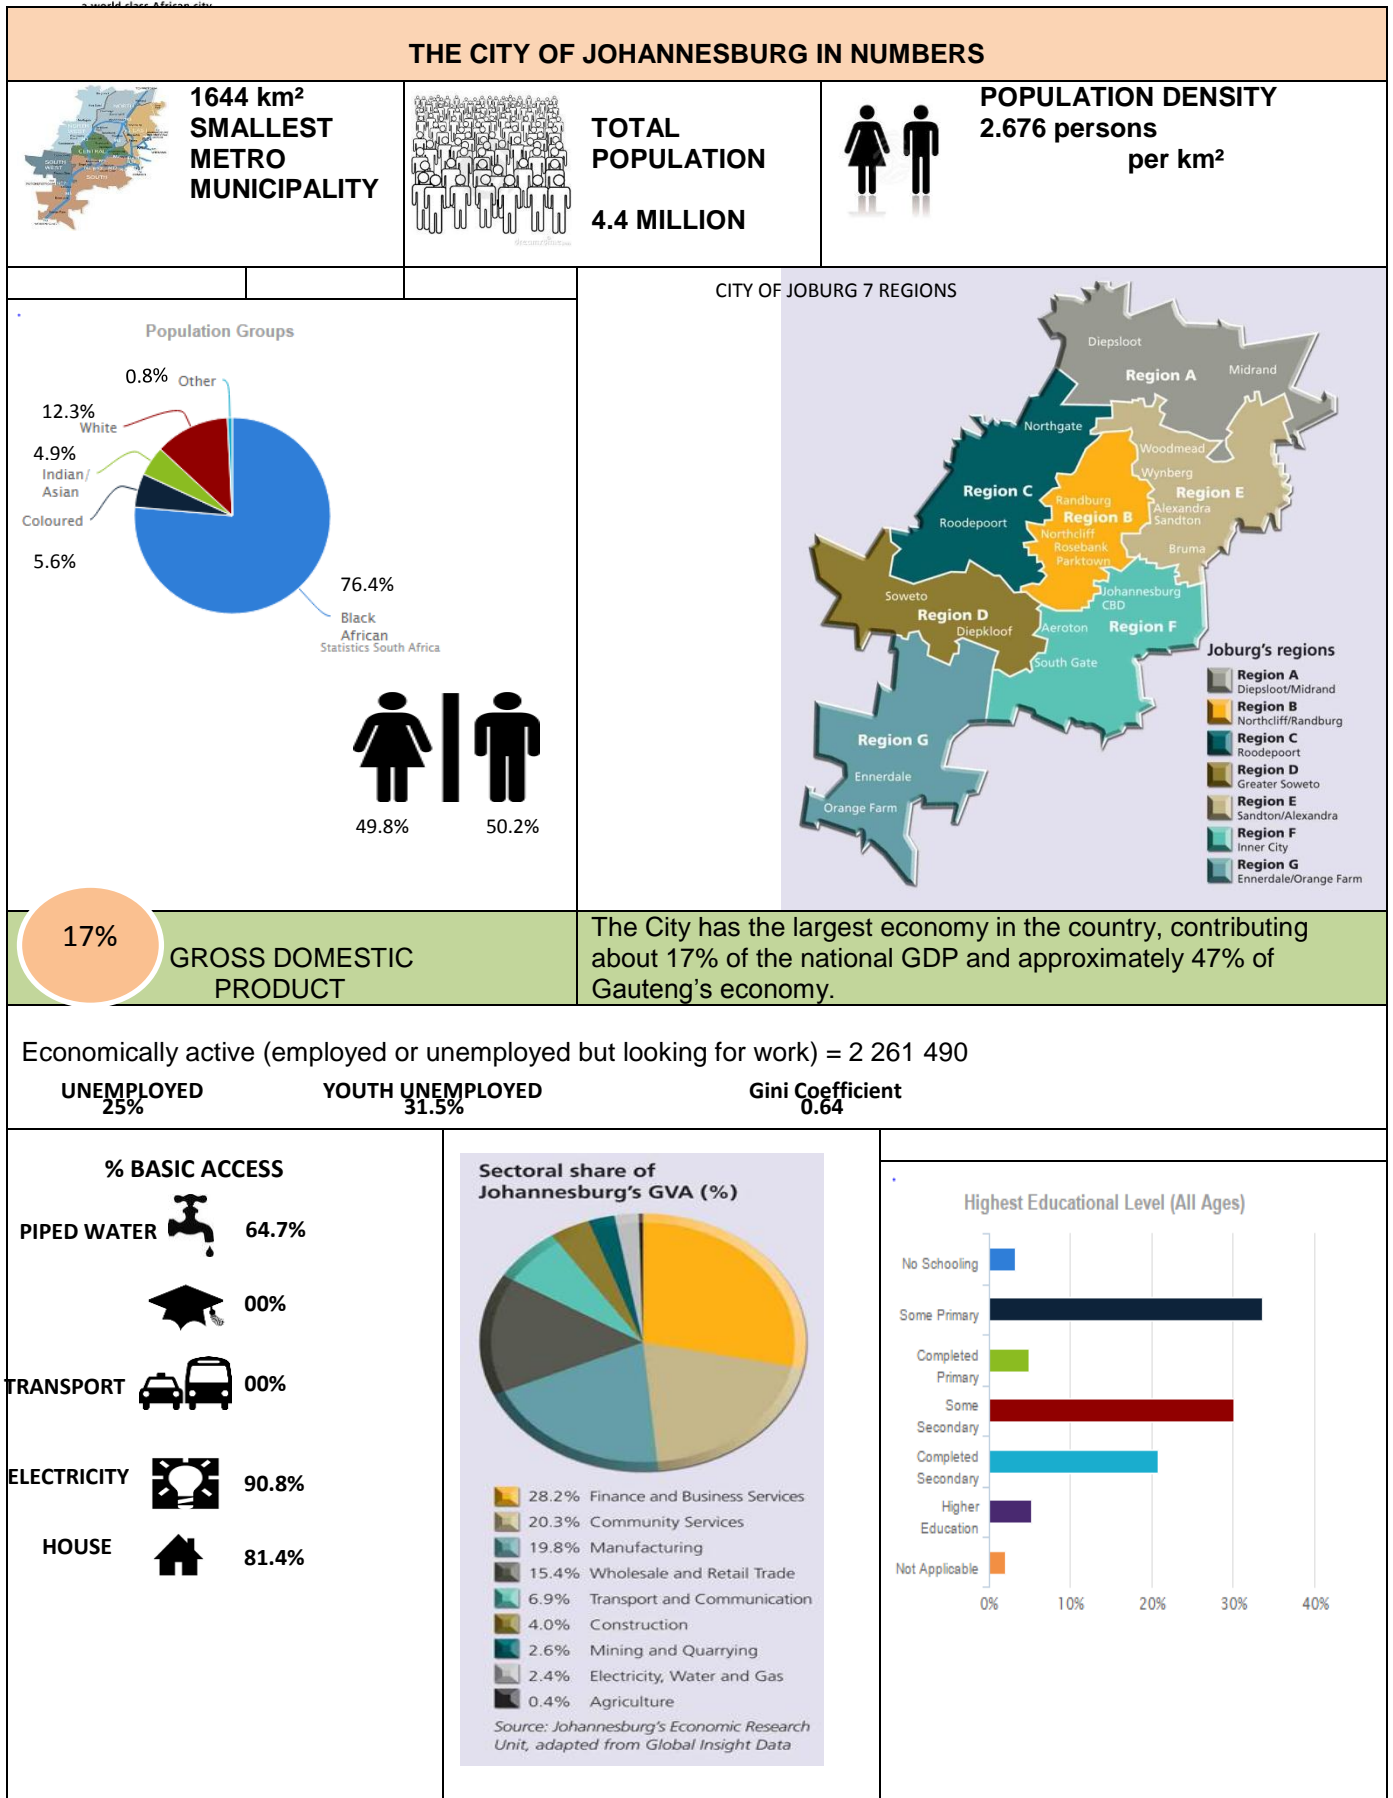 a world class African city
THE CITY OF JOHANNESBURG IN NUMBERS
1644 km²
SMALLEST
METRO
MUNICIPALITY
TOTAL
POPULATION
4.4 MILLION
POPULATION DENSITY
2.676 persons
per km²
Population Groups
0.8% Other
12.3%
White
4.9%
Indian/
Asian
Coloured
5.6%
76.4%
Black
African
Statistics South Africa
49.8% 50.2%
CITY OF JOBURG 7 REGIONS
Diepsloot
Region A
Midrand
Northgate
Woodmead
Wynberg
Region C
Region E
Randburg
Alexandra
Region B
Sandton
Roodepoort
Northcliff
Rosebank
Bruma
Parktown
Johannesburg
CBD
Soweto
Region D
Diepkloof
Aeroton
Region F
South Gate
Region G
Ennerdale
Orange Farm
Joburg's regions
Region A
Diepsloot/Midrand
Region B
Northcliff/Randburg
Region C
Roodepoort
Region D
Greater Soweto
Region E
Sandton/Alexandra
Region F
Inner City
Region G
Ennerdale/Orange Farm
17%
GROSS DOMESTIC
PRODUCT
The City has the largest economy in the country, contributing
about 17% of the national GDP and approximately 47% of
Gauteng's economy.
Economically active (employed or unemployed but looking for work) = 2 261 490
UNEMPLOYED YOUTH UNEMPLOYED Gini Coefficient
25% 31.5% 0.64
% BASIC ACCESS
PIPED WATER 64.7%
00%
TRANSPORT 00%
ELECTRICITY 90.8%
HOUSE 81.4%
Sectoral share of
Johannesburg's GVA (%)
28.2% Finance and Business Services
20.3% Community Services
19.8% Manufacturing
15.4% Wholesale and Retail Trade
6.9% Transport and Communication
4.0% Construction
2.6% Mining and Quarrying
2.4% Electricity, Water and Gas
0.4% Agriculture
Source: Johannesburg's Economic Research
Unit, adapted from Global Insight Data
Highest Educational Level (All Ages)
No Schooling
Some Primary
Completed
Primary
Some
Secondary
Completed
Secondary
Higher
Education
Not Applicable
0% 10% 20% 30% 40%